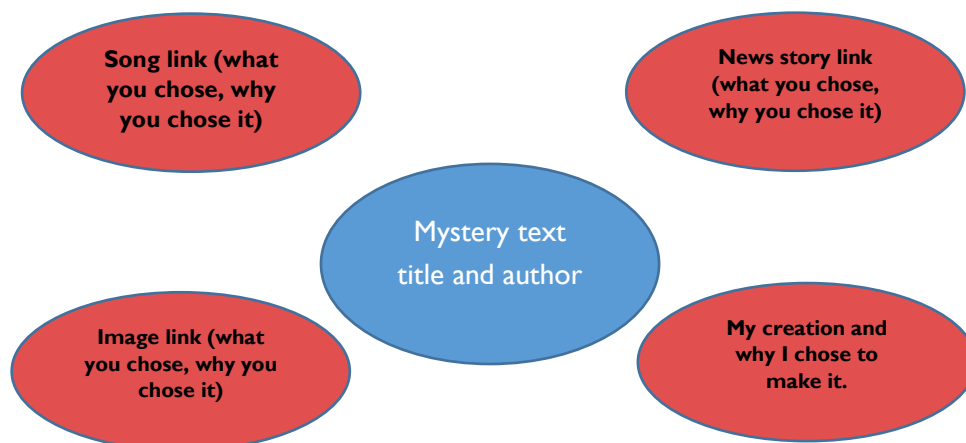 Song link (what
you chose, why
you chose it)
News story link
(what you chose,
why you chose it)
Mystery text
title and author
Image link (what
you chose, why you
chose it)
My creation and
why I chose to
make it.